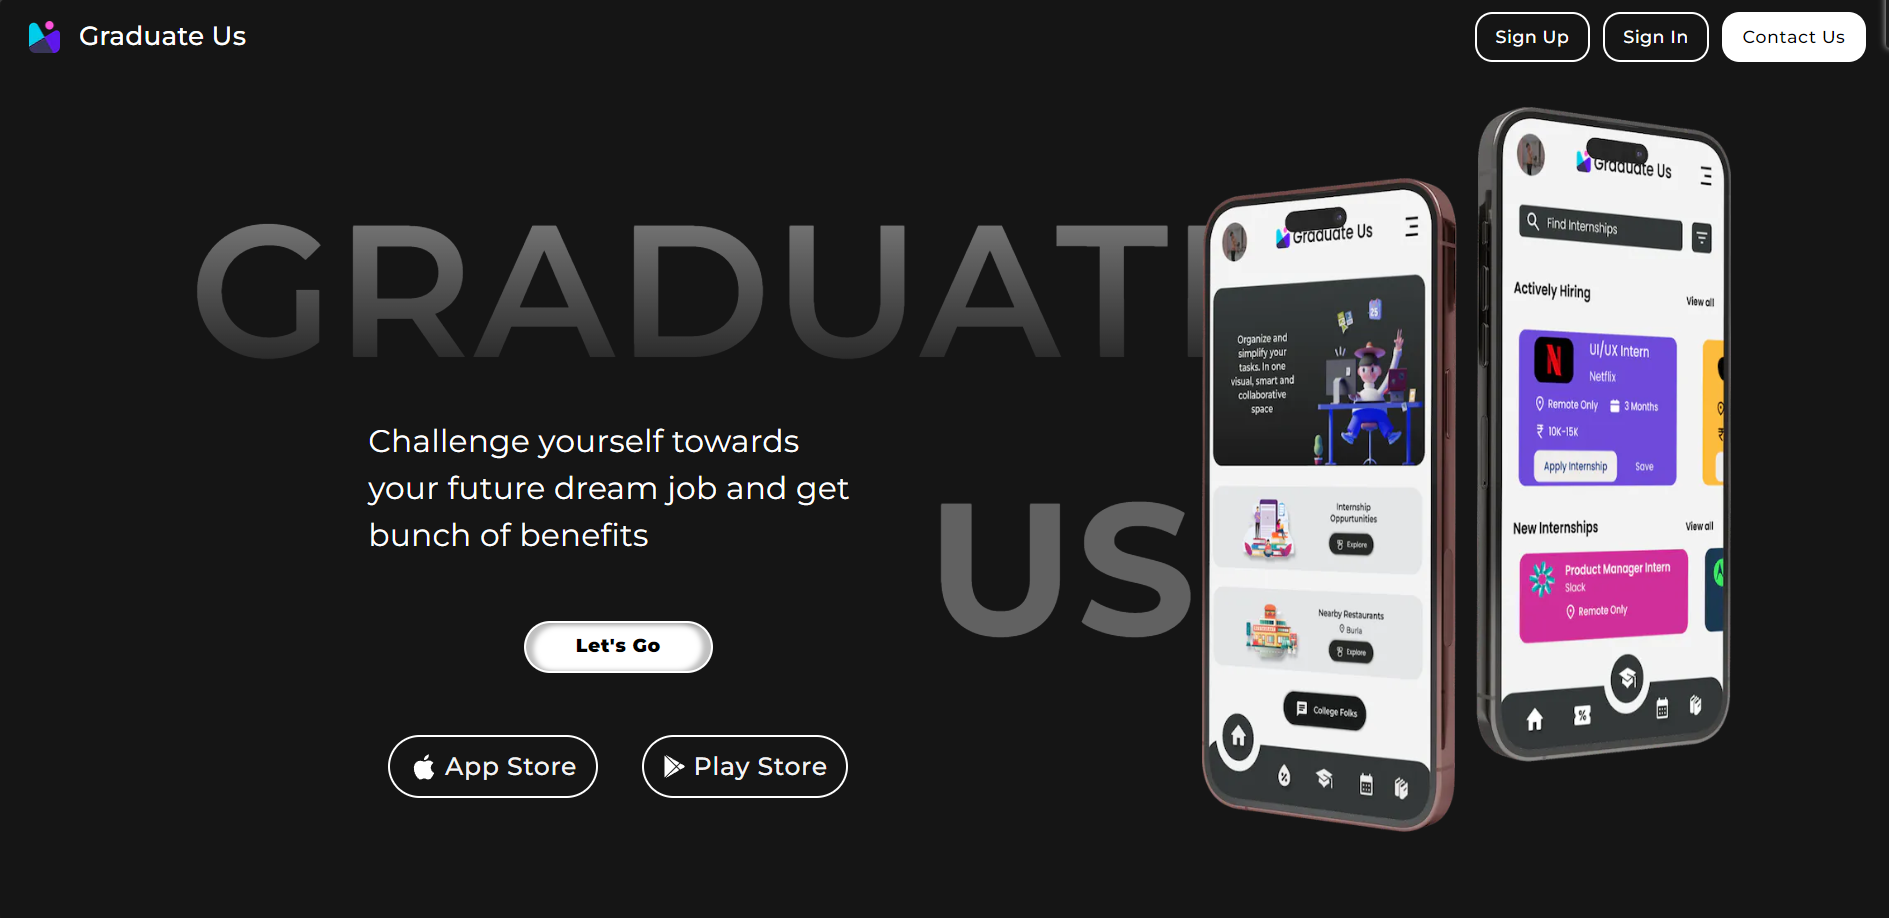 Graduate Us
Sign Up
Sign In
Contact Us
GRADUATE
US
Challenge yourself towards
your future dream job and get
bunch of benefits
Let's Go
App Store
Play Store
Graduate Us
Organize and
simplify your
tasks. In one
visual, smart and
collaborative
space
25
Internship
Oppurtunities
Explore
Nearby Restaurants
Burla
Explore
College Folks
Graduate Us
Find Internships
Actively Hiring
View all
UI/UX Intern
Netflix
Remote Only
3 Months
₹ 10K-15K
Apply Internship
Save
New Internships
View all
Product Manager Intern
Slack
Remote Only